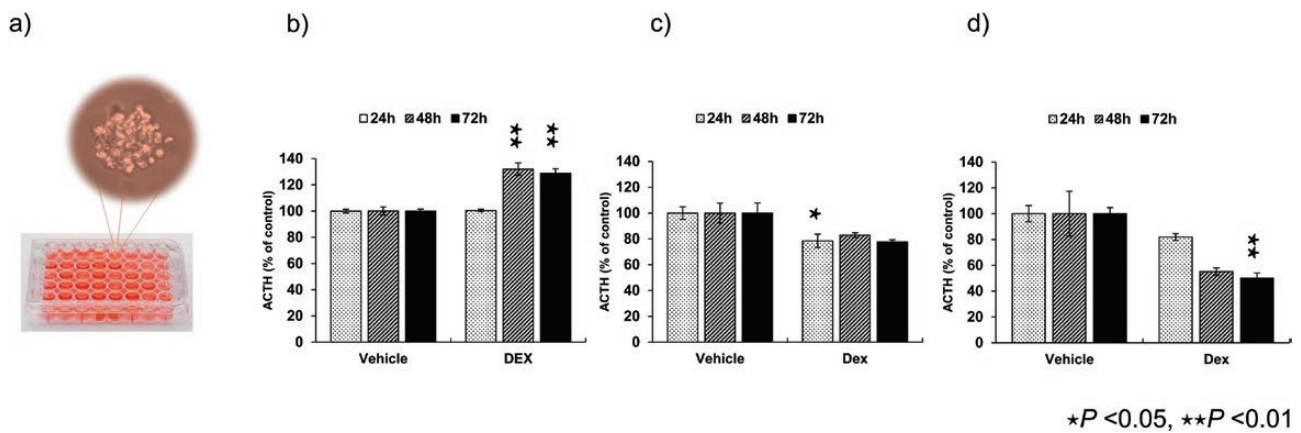 a)
b)
c)
d)
24h 48h 72h
★★ ★★
ACTH (% of control)
140
120
100
80
60
40
20
0
Vehicle DEX
24h 48h 72h
★
ACTH (% of control)
140
120
100
80
60
40
20
0
Vehicle Dex
24h 48h 72h
★★
ACTH (% of control)
140
120
100
80
60
40
20
0
Vehicle Dex
★P <0.05, ★★P <0.01